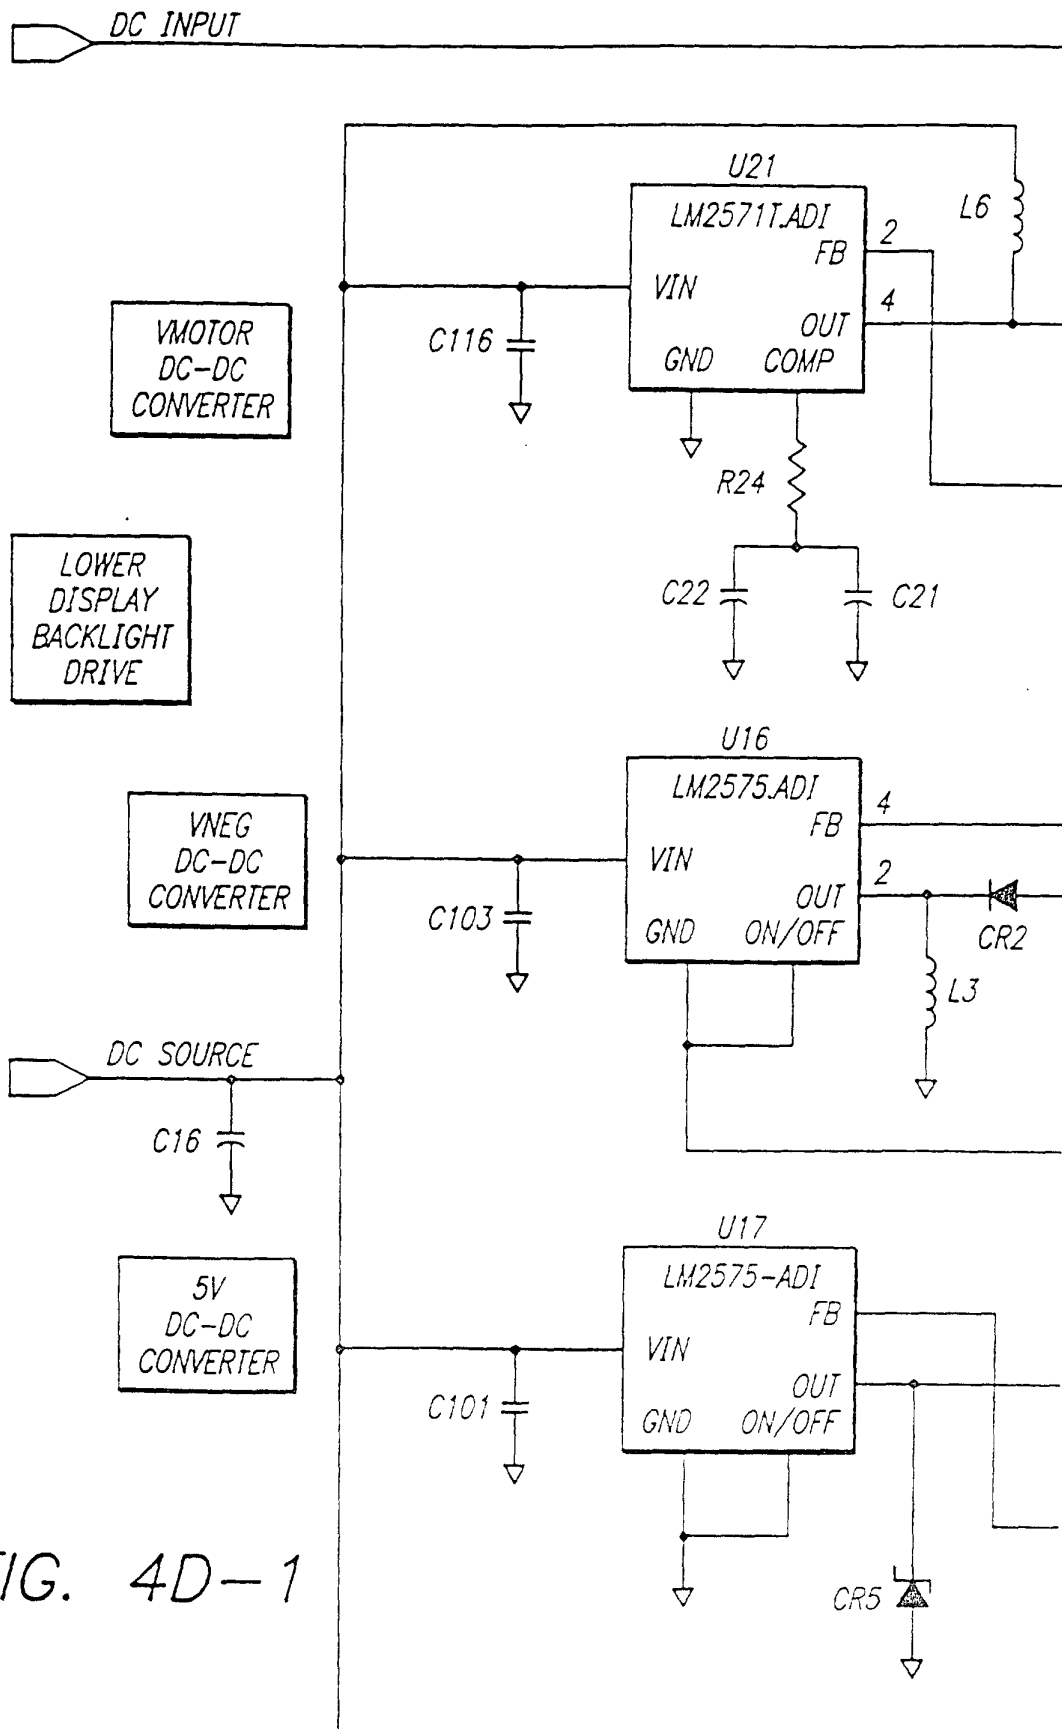 DC INPUT
U21
LM2571T.ADJ
FB
2
L6
VIN
4
OUT
GND
COMP
C116
VMOTOR
DC-DC
CONVERTER
R24
LOWER
DISPLAY
BACKLIGHT
DRIVE
C22
C21
U16
LM2575.ADJ
FB
4
VNEG
DC-DC
CONVERTER
VIN
2
OUT
GND
ON/OFF
C103
CR2
L3
DC SOURCE
C16
U17
LM2575-ADJ
FB
5V
DC-DC
CONVERTER
VIN
OUT
GND
ON/OFF
C101
CR5
IG. 4D-1